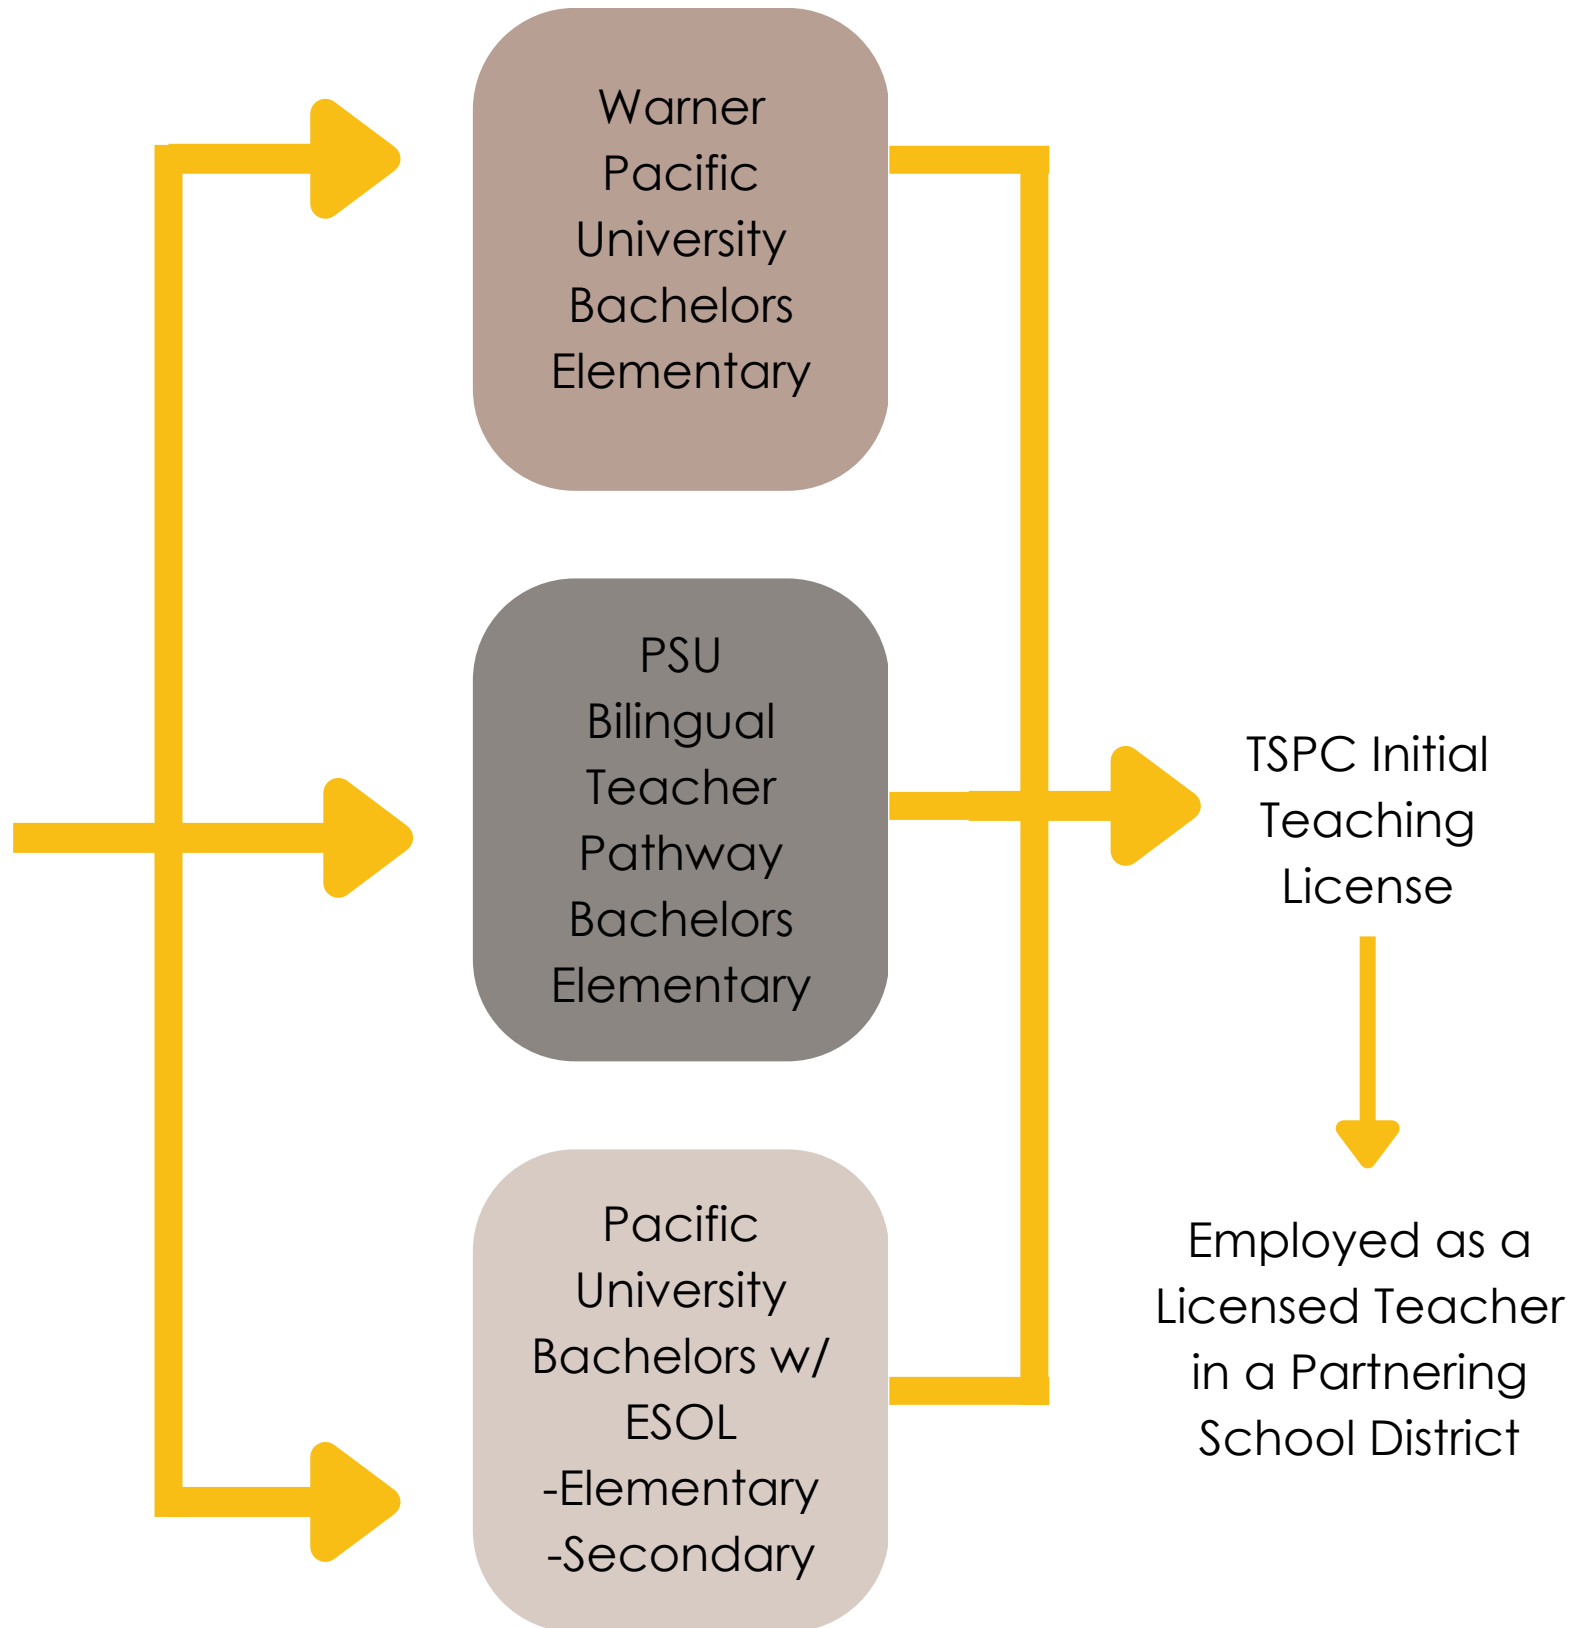 Warner
Pacific
University
Bachelors
Elementary
PSU
Bilingual
Teacher
Pathway
Bachelors
Elementary
Pacific
University
Bachelors w/
ESOL
-Elementary
-Secondary
TSPC Initial
Teaching
License
Employed as a
Licensed Teacher
in a Partnering
School District